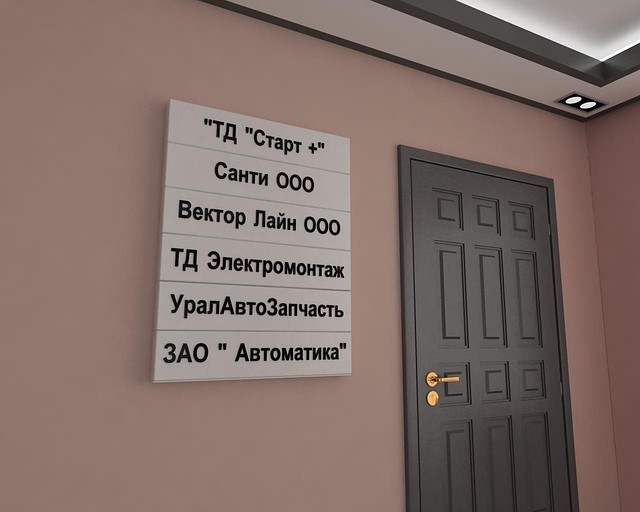 "ТД "Старт +"
Санти ООО
Вектор Лайн ООО
ТД Электромонтаж
УралАвтоЗапчасть
ЗАО " Автоматика"